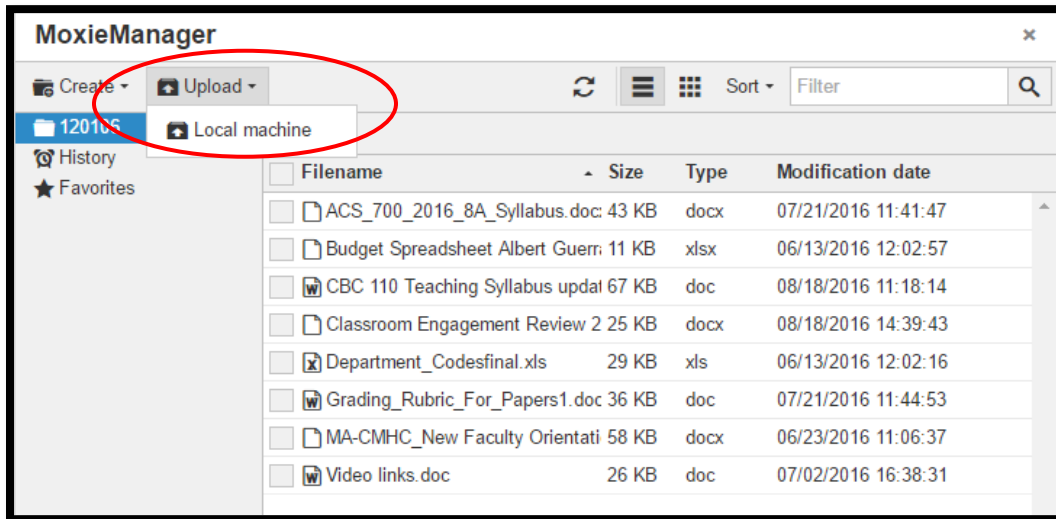 MoxieManager ×
Create Upload Sort Filter
120106 Local machine
History
Favorites
Filename Size Type Modification date
ACS_700_2016_8A_Syllabus.doc 43 KB docx 07/21/2016 11:41:47
Budget Spreadsheet Albert Guerr 11 KB xlsx 06/13/2016 12:02:57
CBC 110 Teaching Syllabus updat 67 KB doc 08/18/2016 11:18:14
Classroom Engagement Review 2 25 KB docx 08/18/2016 14:39:43
Department_Codesfinal.xls 29 KB xls 06/13/2016 12:02:16
Grading_Rubric_For_Papers1.doc 36 KB doc 07/21/2016 11:44:53
MA-CMHC_New Faculty Orientati 58 KB docx 06/23/2016 11:06:37
Video links.doc 26 KB doc 07/02/2016 16:38:31